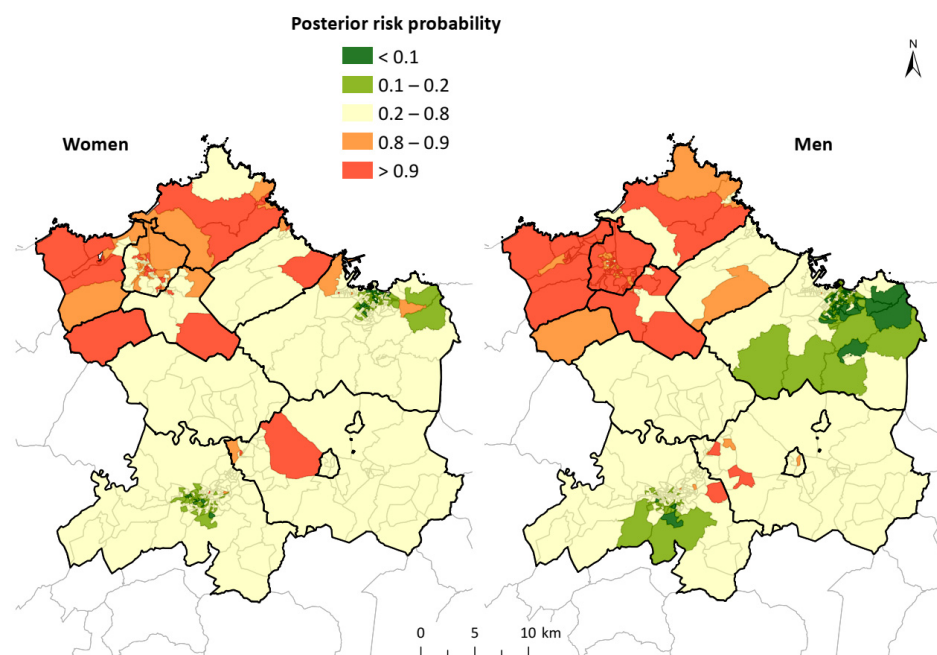 Posterior risk probability
< 0.1
0.1 – 0.2
0.2 – 0.8
0.8 – 0.9
> 0.9
N
Women
Men
0 5 10 km